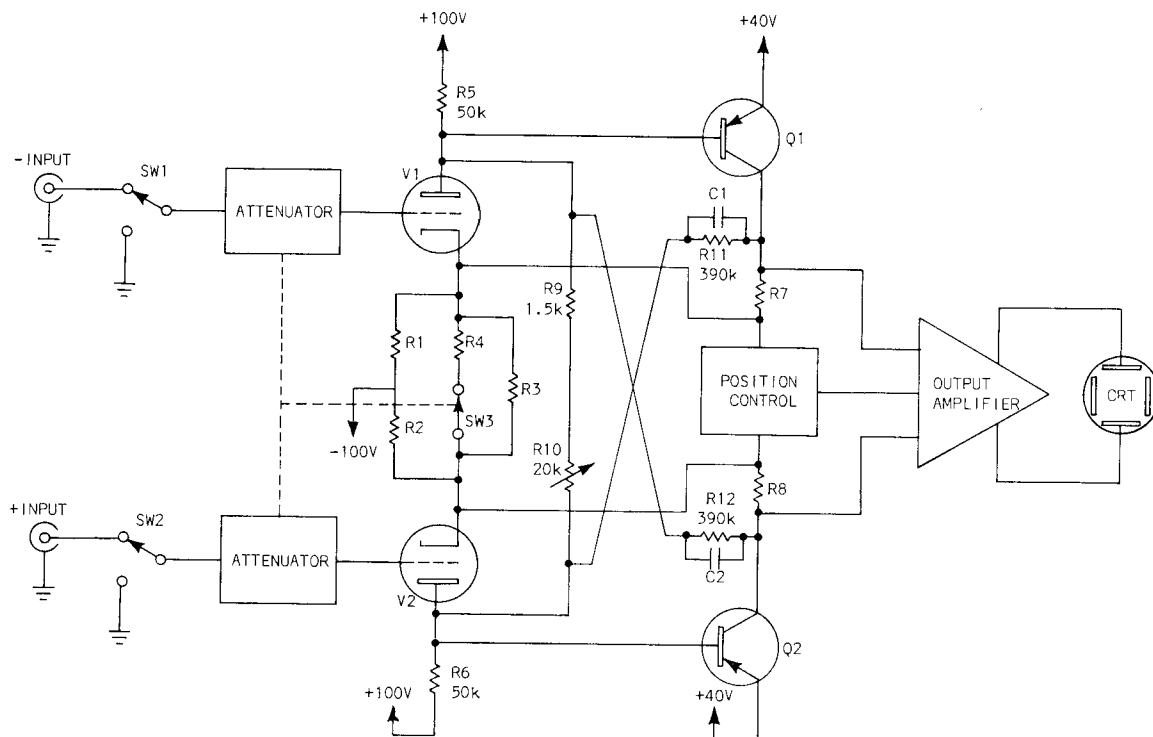 +100V
+40V
R5
50k
Q1
-INPUT
SW1
V1
ATTENUATOR
C1
R11
390k
R7
R9
1.5k
R1
R4
R3
POSITION
CONTROL
OUTPUT
AMPLIFIER
CRT
SW3
R2
-100V
R10
20k
R8
R12
390k
+INPUT
SW2
ATTENUATOR
C2
V2
Q2
R6
50k
+100V
+40V